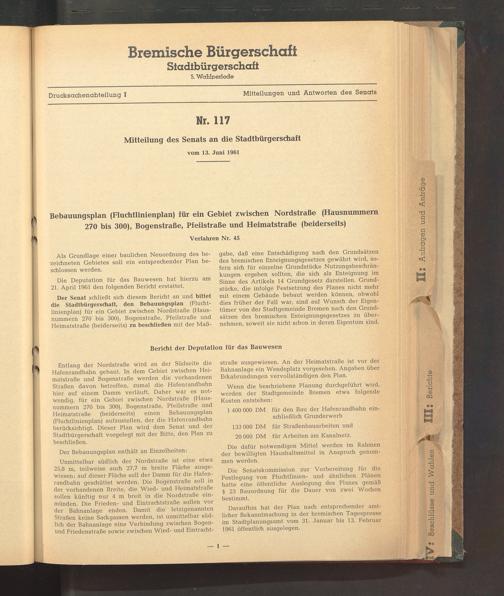 Bremische Bürgerschaft
Stadtbürgerschaft
5. Wahlperiode
Drucksachenabteilung I
Mitteilungen und Antworten des Senats
Nr. 117
Mitteilung des Senats an die Stadtbürgerschaft
vom 13. Juni 1961
Bebauungsplan (Fluchtlinienplan) für ein Gebiet zwischen Nordstraße (Hausnummern
270 bis 300), Bogenstraße, Pfeilstraße und Heimatstraße (beiderseits)
Verfahren Nr. 45
Als Grundlage einer baulichen Neuordnung des be-
zeichneten Gebietes soll ein entsprechender Plan be-
schlossen werden.
Die Deputation für das Bauwesen hat hierzu am
21. April 1961 den folgenden Bericht erstattet.
Der Senat schließt sich diesem an und bittet
die Stadtbürgerschaft, den Bebauungsplan (Flucht-
linienplan) für ein Gebiet zwischen Nordstraße (Haus-
nummern 270 bis 300), Bogenstraße, Pfeilstraße und
Heimatstraße (beiderseits) zu beschließen mit der Maß-
gabe, daß eine Entschädigung nach den Grundsätzen
des bremischen Enteignungsgesetzes gewährt wird, so-
fern sich für einzelne Grundstücke Nutzungsbeschrän-
kungen ergeben sollten, die sich als Enteignung im
Sinne des Artikels 14 Grundgesetz darstellen. Grund-
stücke, die infolge Festsetzung des Planes nicht mehr
mit einem Gebäude bebaut werden können, obwohl
dies früher der Fall war, sind auf Wunsch der Eigen-
tümer von der Stadtgemeinde Bremen nach den Grund-
sätzen des bremischen Enteignungsgesetzes zu über-
nehmen, soweit sie nicht schon in deren Eigentum sind.
Bericht der Deputation für das Bauwesen
Entlang der Nordstraße wird an der Südseite die
Hafenrandbahn gebaut. In dem Gebiet zwischen Hei-
matstraße und Bogenstraße werden die vorhandenen
Straßen davon betroffen, zumal die Hafenrandbahn
hier auf einem Damm verläuft. Daher war es not-
wendig, für ein Gebiet zwischen Nordstraße (Haus-
nummern 270 bis 300), Bogenstraße, Pfeilstraße und
Heimatstraße (beiderseits) einen Bebauungsplan
(Fluchtlinienplan) aufzustellen, der die Hafenrandbahn
berücksichtigt. Dieser Plan wird dem Senat und der
Stadtbürgerschaft vorgelegt mit der Bitte, den Plan zu
beschließen.
Der Bebauungsplan enthält an Einzelheiten:
Unmittelbar südlich der Nordstraße ist eine etwa
25,0 m, teilweise auch 27,7 m breite Fläche ausge-
wiesen; auf dieser Fläche soll der Damm für die Hafen-
randbahn geschüttet werden. Die Bogenstraße soll in
der vorhandenen Breite, die Wied- und Heimatstraße
sollen künftig nur 4 m breit in die Nordstraße ein-
münden. Die Frieden- und Eintrachtstraße sollen vor
der Bahnanlage enden. Damit die letztgenannten
Straßen keine Sackgassen werden, ist unmittelbar süd-
lich der Bahnanlage eine Verbindung zwischen Bogen-
und Friedenstraße sowie zwischen Wied- und Eintracht-
straße ausgewiesen. An der Heimatstraße ist vor der
Bahnanlage ein Wendeplatz vorgesehen. Angaben über
Eckabrundungen vervollständigen den Plan.
Wenn die beschriebene Planung durchgeführt wird,
werden der Stadtgemeinde Bremen etwa folgende
Kosten entstehen:
1 400 000 DM für den Bau der Hafenrandbahn ein-
schließlich Grunderwerb
133 000 DM für Straßenbauarbeiten und
20 000 DM für Arbeiten im Kanalnetz.
Die dafür notwendigen Mittel werden im Rahmen
der bewilligten Haushaltsmittel in Anspruch genom-
men werden.
Die Senatskommission zur Vorbereitung für die
Festlegung von Fluchtlinien- und ähnlichen Plänen
hatte eine öffentliche Auslegung des Planes gemäß
§ 23 Bauordnung für die Dauer von zwei Wochen
bestimmt.
Daraufhin hat der Plan nach entsprechender amt-
licher Bekanntmachung in der bremischen Tagespresse
im Stadtplanungsamt vom 31. Januar bis 13. Februar
1961 öffentlich ausgelegen.
— 1 —
II: Anfragen und Anträge
III: Berichte
IV: Beschlüsse und Wahlen